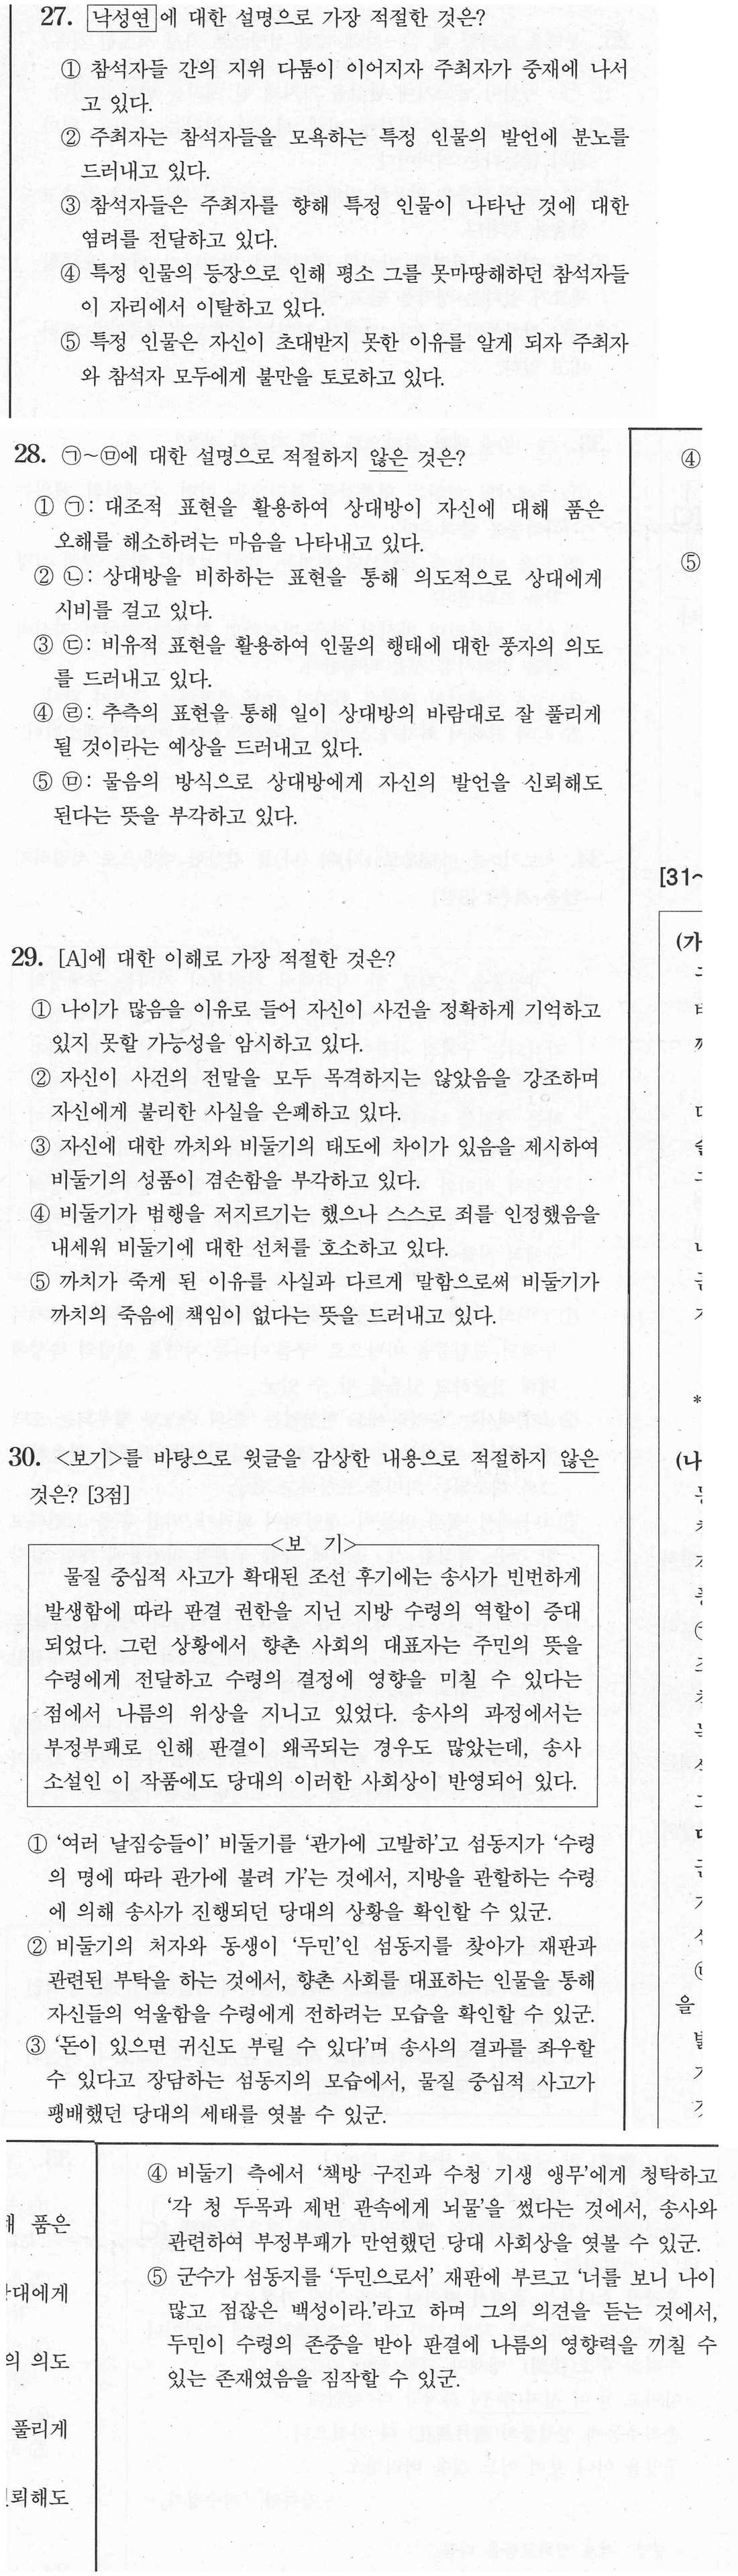 27. 낙성연에 대한 설명으로 가장 적절한 것은?
① 참석자들 간의 지위 다툼이 이어지자 주최자가 중재에 나서
고 있다.
② 주최자는 참석자들을 모욕하는 특정 인물의 발언에 분노를
드러내고 있다.
③ 참석자들은 주최자를 향해 특정 인물이 나타난 것에 대한
염려를 전달하고 있다.
④ 특정 인물의 등장으로 인해 평소 그를 못마땅해하던 참석자들
이 자리에서 이탈하고 있다.
⑤ 특정 인물은 자신이 초대받지 못한 이유를 알게 되자 주최자
와 참석자 모두에게 불만을 토로하고 있다.
28. ㉠~㉤에 대한 설명으로 적절하지 않은 것은?
① ㉠: 대조적 표현을 활용하여 상대방이 자신에 대해 품은
오해를 해소하려는 마음을 나타내고 있다.
② ㉡: 상대방을 비하하는 표현을 통해 의도적으로 상대에게
시비를 걸고 있다.
③ ㉢: 비유적 표현을 활용하여 인물의 행태에 대한 풍자의 의도
를 드러내고 있다.
④ ㉣: 추측의 표현을 통해 일이 상대방의 바람대로 잘 풀리게
될 것이라는 예상을 드러내고 있다.
⑤ ㉤: 물음의 방식으로 상대방에게 자신의 발언을 신뢰해도
된다는 뜻을 부각하고 있다.
29. [A]에 대한 이해로 가장 적절한 것은?
① 나이가 많음을 이유로 들어 자신이 사건을 정확하게 기억하고
있지 못할 가능성을 암시하고 있다.
② 자신이 사건의 전말을 모두 목격하지는 않았음을 강조하며
자신에게 불리한 사실을 은폐하고 있다.
③ 자신에 대한 까치와 비둘기의 태도에 차이가 있음을 제시하여
비둘기의 성품이 겸손함을 부각하고 있다.
④ 비둘기가 범행을 저지르기는 했으나 스스로 죄를 인정했음을
내세워 비둘기에 대한 선처를 호소하고 있다.
⑤ 까치가 죽게 된 이유를 사실과 다르게 말함으로써 비둘기가
까치의 죽음에 책임이 없다는 뜻을 드러내고 있다.
30. <보기>를 바탕으로 윗글을 감상한 내용으로 적절하지 않은
것은? [3점]
<보 기>
물질 중심적 사고가 확대된 조선 후기에는 송사가 빈번하게
발생함에 따라 판결 권한을 지닌 지방 수령의 역할이 증대
되었다. 그런 상황에서 향촌 사회의 대표자는 주민의 뜻을
수령에게 전달하고 수령의 결정에 영향을 미칠 수 있다는
점에서 나름의 위상을 지니고 있었다. 송사의 과정에서는
부정부패로 인해 판결이 왜곡되는 경우도 많았는데, 송사
소설인 이 작품에도 당대의 이러한 사회상이 반영되어 있다.
① ‘여러 날짐승들이’ 비둘기를 ‘관가에 고발하’고 섬동지가 ‘수령
의 명에 따라 관가에 불려 가’는 것에서, 지방을 관할하는 수령
에 의해 송사가 진행되던 당대의 상황을 확인할 수 있군.
② 비둘기의 처자와 동생이 ‘두민’인 섬동지를 찾아가 재판과
관련된 부탁을 하는 것에서, 향촌 사회를 대표하는 인물을 통해
자신들의 억울함을 수령에게 전하려는 모습을 확인할 수 있군.
③ ‘돈이 있으면 귀신도 부릴 수 있다’며 송사의 결과를 좌우할
수 있다고 장담하는 섬동지의 모습에서, 물질 중심적 사고가
팽배했던 당대의 세태를 엿볼 수 있군.
④
⑤
[31~
(가
*
(나
을
④ 비둘기 측에서 ‘책방 구진과 수청 기생 앵무’에게 청탁하고
‘각 청 두목과 제번 관속에게 뇌물’을 썼다는 것에서, 송사와
관련하여 부정부패가 만연했던 당대 사회상을 엿볼 수 있군.
⑤ 군수가 섬동지를 ‘두민으로서’ 재판에 부르고 ‘너를 보니 나이
많고 점잖은 백성이라.’라고 하며 그의 의견을 듣는 것에서,
두민이 수령의 존중을 받아 판결에 나름의 영향력을 끼칠 수
있는 존재였음을 짐작할 수 있군.
품은
대에게
의 의도
풀리게
뢰해도